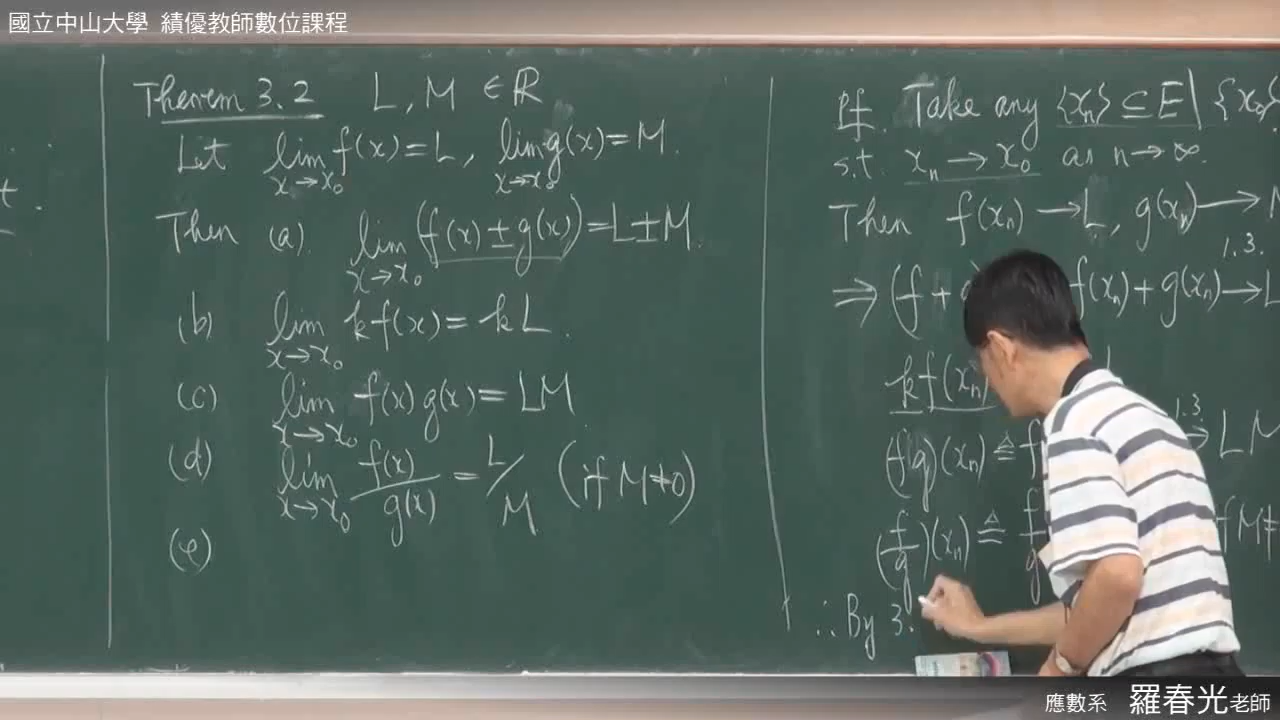 國立中山大學 績優教師數位課程
t.
Theorem 3.2 L, M ∈ ℝ
Let lim f(x)=L, lim g(x)=M.
x→x₀ x→x₀
Then (a). lim (f(x) ± g(x))=L±M.
x→x₀
(b) lim kf(x)=kL.
x→x₀
(c) lim f(x) g(x)=LM
x→x₀
(d) lim f(x)/g(x) = L/M (if M≠0)
x→x₀
(e)
Pf. Take any {xₙ} ⊆ E\{x₀}
s.t. xₙ → x₀ as n→∞.
Then f(xₙ) → L, g(xₙ) →
1.3.
⇒ (f + f(xₙ)+g(xₙ)→L
kf(xₙ)
1.3.
(fg)(xₙ) ≜ f → LM
(f/g)(xₙ) ≜ f/g f M≠
∴ By 3.
應數系 羅春光老師